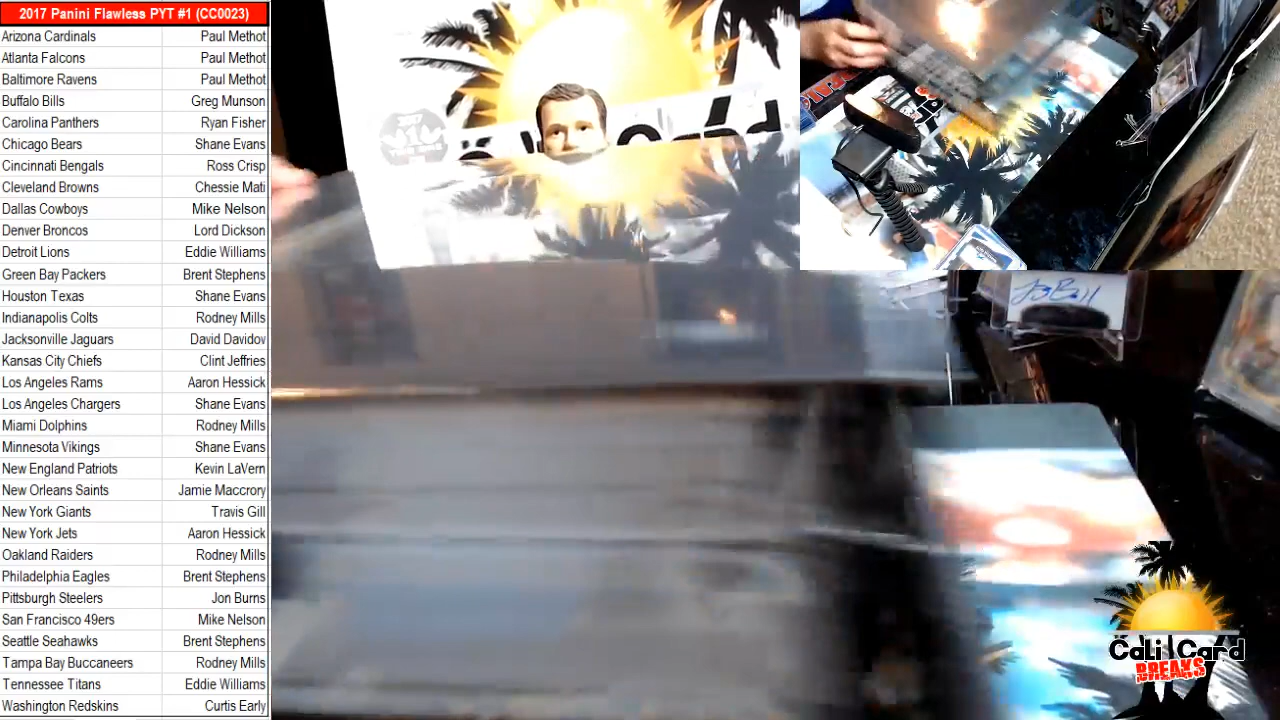 2017 Panini Flawless PYT #1 (CC0023)
Arizona Cardinals Paul Methot
Atlanta Falcons Paul Methot
Baltimore Ravens Paul Methot
Buffalo Bills Greg Munson
Carolina Panthers Ryan Fisher
Chicago Bears Shane Evans
Cincinnati Bengals Ross Crisp
Cleveland Browns Chessie Mati
Dallas Cowboys Mike Nelson
Denver Broncos Lord Dickson
Detroit Lions Eddie Williams
Green Bay Packers Brent Stephens
Houston Texas Shane Evans
Indianapolis Colts Rodney Mills
Jacksonville Jaguars David Davidov
Kansas City Chiefs Clint Jeffries
Los Angeles Rams Aaron Hessick
Los Angeles Chargers Shane Evans
Miami Dolphins Rodney Mills
Minnesota Vikings Shane Evans
New England Patriots Kevin LaVern
New Orleans Saints Jamie Maccrory
New York Giants Travis Gill
New York Jets Aaron Hessick
Oakland Raiders Rodney Mills
Philadelphia Eagles Brent Stephens
Pittsburgh Steelers Jon Burns
San Francisco 49ers Mike Nelson
Seattle Seahawks Brent Stephens
Tampa Bay Buccaneers Rodney Mills
Tennessee Titans Eddie Williams
Washington Redskins Curtis Early
Cali Card
BREAKS